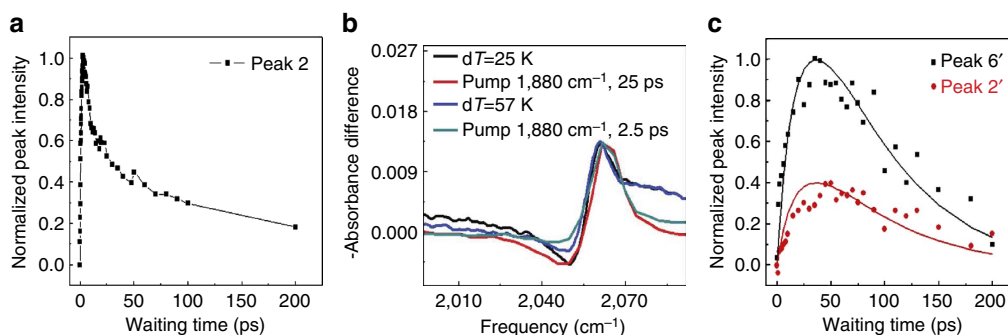 a
Normalized peak intensity
1.0
0.8
0.6
0.4
0.2
0.0
Peak 2
0
50
100
150
200
Waiting time (ps)
b
-Absorbance difference
0.027
0.018
0.009
0.000
dT=25 K
Pump 1,880 cm⁻¹, 25 ps
dT=57 K
Pump 1,880 cm⁻¹, 2.5 ps
2,010
2,040
2,070
Frequency (cm⁻¹)
c
Normalized peak intensity
1.0
0.8
0.6
0.4
0.2
0.0
Peak 6′
Peak 2′
0
50
100
150
200
Waiting time (ps)